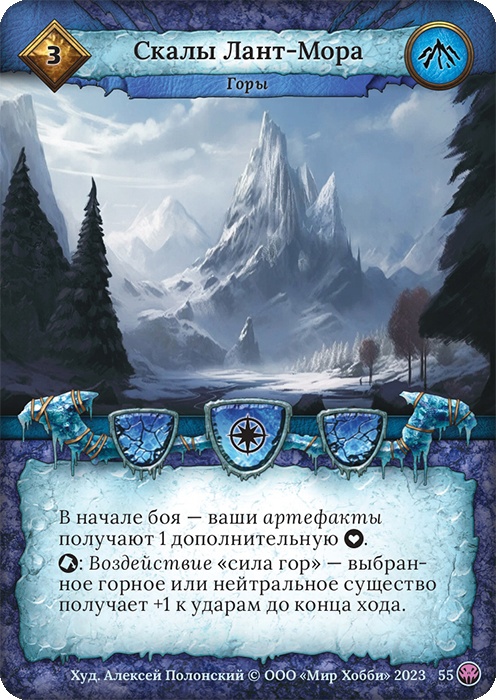 3
Скалы Лант-Мора
Горы
В начале боя — ваши артефакты
получают 1 дополнительную .
: Воздействие «сила гор» — выбран-
ное горное или нейтральное существо
получает +1 к ударам до конца хода.
Худ. Алексей Полонский © ООО «Мир Хобби» 2023 55